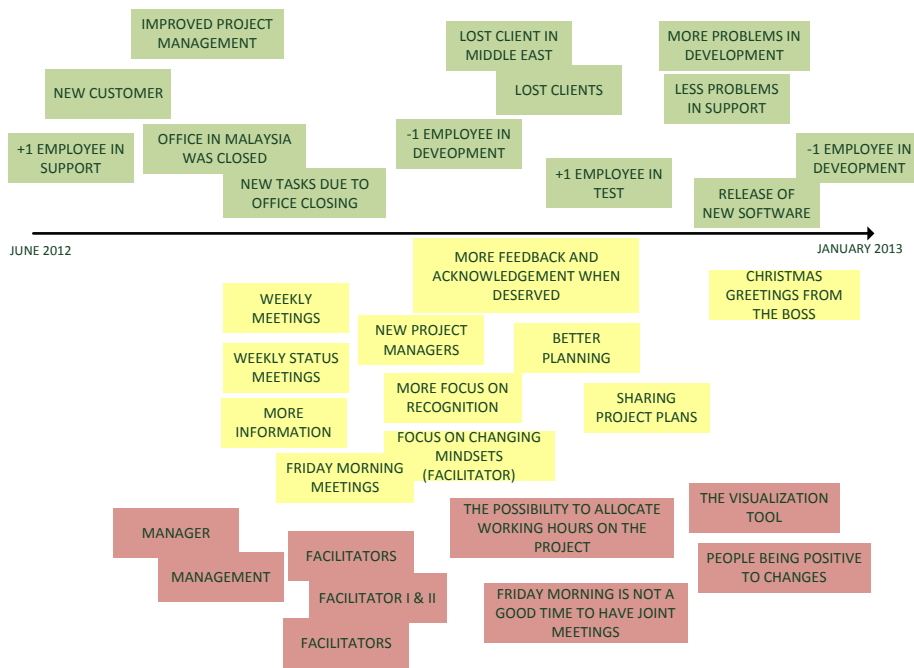 IMPROVED PROJECT
MANAGEMENT
LOST CLIENT IN
MIDDLE EAST
MORE PROBLEMS IN
DEVELOPMENT
NEW CUSTOMER
LOST CLIENTS
LESS PROBLEMS
IN SUPPORT
+1 EMPLOYEE IN
SUPPORT
OFFICE IN MALAYSIA
WAS CLOSED
-1 EMPLOYEE IN
DEVEOPMENT
-1 EMPLOYEE IN
DEVEOPMENT
NEW TASKS DUE TO
OFFICE CLOSING
+1 EMPLOYEE IN
TEST
RELEASE OF
NEW SOFTWARE
JUNE 2012
JANUARY 2013
MORE FEEDBACK AND
ACKNOWLEDGEMENT WHEN
DESERVED
CHRISTMAS
GREETINGS FROM
THE BOSS
WEEKLY
MEETINGS
NEW PROJECT
MANAGERS
BETTER
PLANNING
WEEKLY STATUS
MEETINGS
MORE FOCUS ON
RECOGNITION
SHARING
PROJECT PLANS
MORE
INFORMATION
FOCUS ON CHANGING
MINDSETS
(FACILITATOR)
FRIDAY MORNING
MEETINGS
THE POSSIBILITY TO ALLOCATE
WORKING HOURS ON THE
PROJECT
THE VISUALIZATION
TOOL
MANAGER
FACILITATORS
PEOPLE BEING POSITIVE
TO CHANGES
MANAGEMENT
FACILITATOR I & II
FRIDAY MORNING IS NOT A
GOOD TIME TO HAVE JOINT
MEETINGS
FACILITATORS